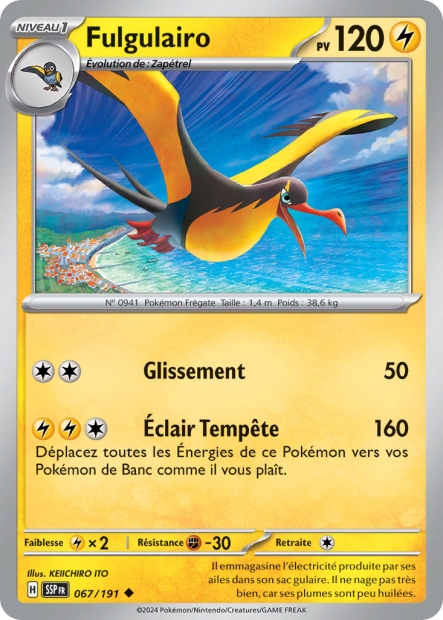 NIVEAU 1
Fulgulairo
PV 120
Évolution de : Zapétrel
N° 0941 Pokémon Frégate Taille : 1,4 m Poids : 38,6 kg
Glissement 50
Éclair Tempête 160
Déplacez toutes les Énergies de ce Pokémon vers vos
Pokémon de Banc comme il vous plaît.
Faiblesse ×2 Résistance -30 Retraite
Illus. KEIICHIRO ITO
Il emmagasine l'électricité produite par ses
ailes dans son sac gulaire. Il ne nage pas très
bien, car ses plumes sont peu huilées.
H SSP FR 067/191
©2024 Pokémon/Nintendo/Creatures/GAME FREAK